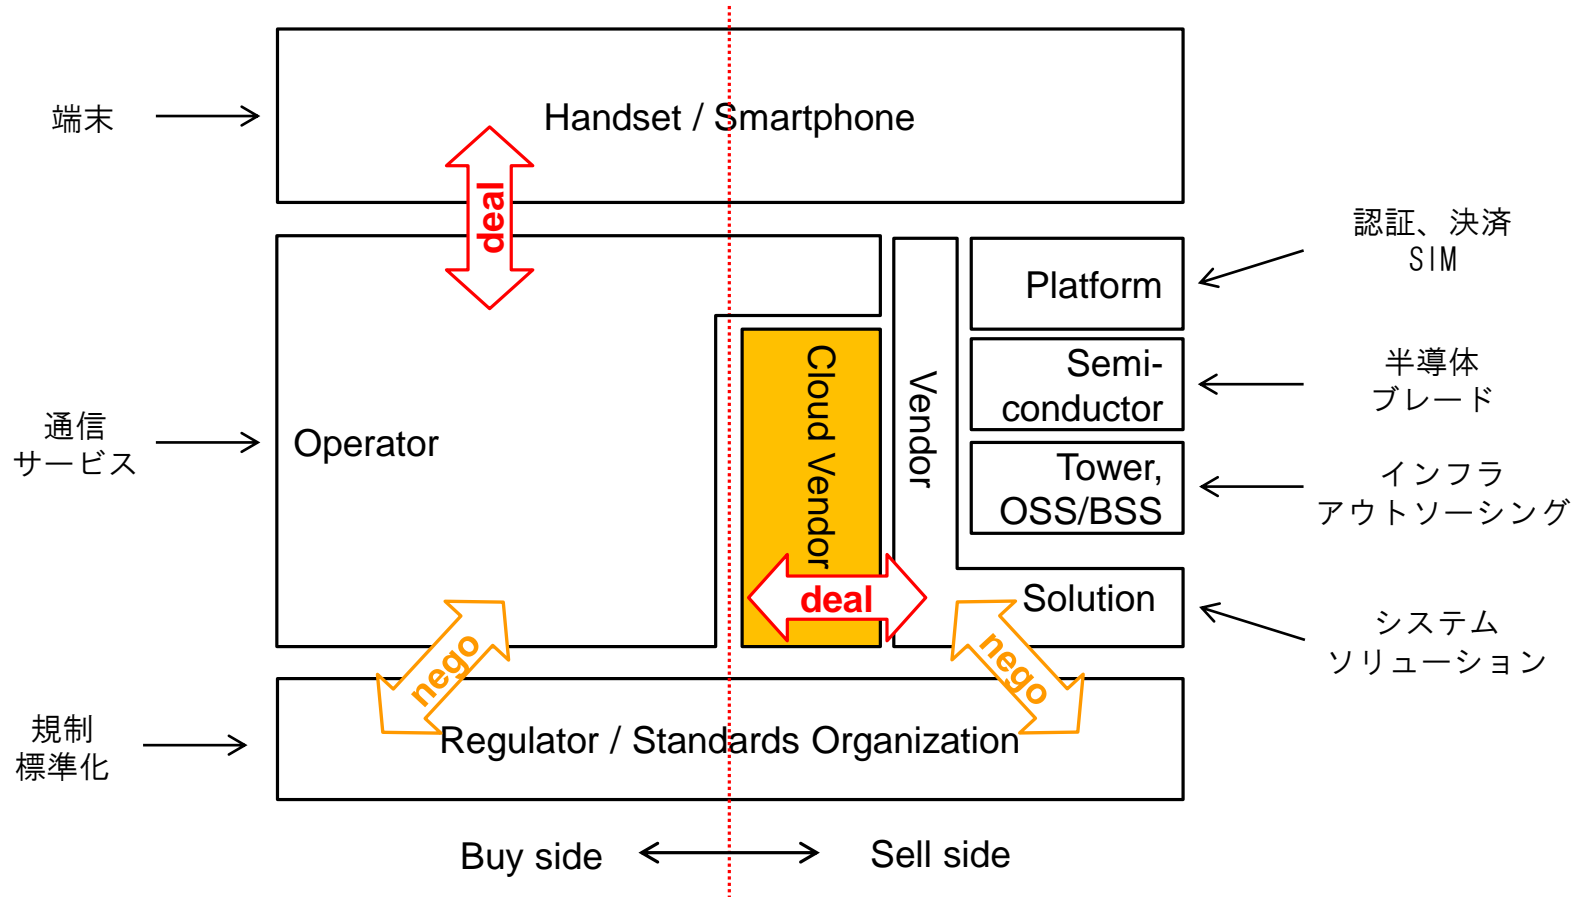 端末
Handset / Smartphone
deal
認証、決済
SIM
Platform
半導体
ブレード
Semi-
conductor
Cloud Vendor
Vendor
通信
サービス
Operator
Tower,
OSS/BSS
インフラ
アウトソーシング
deal
Solution
システム
ソリューション
nego
nego
規制
標準化
Regulator / Standards Organization
Buy side
Sell side